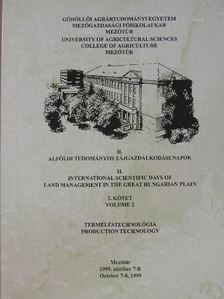 GÖDÖLLŐI AGRÁRTUDOMÁNYI EGYETEM
MEZŐGAZDASÁGI FŐISKOLAI KAR
MEZŐTÚR
UNIVERSITY OF AGRICULTURAL SCIENCES
COLLEGE OF AGRICULTURE
MEZŐTÚR
II.
ALFÖLDI TUDOMÁNYOS TÁJGAZDÁLKODÁSI NAPOK
II.
INTERNATIONAL SCIENTIFIC DAYS OF
LAND MANAGEMENT IN THE GREAT HUNGARIAN PLAIN
2. KÖTET
VOLUME 2
TERMELÉSTECHNOLÓGIA
PRODUCTION TECHNOLOGY
Mezőtúr
1999. október 7-8.
October 7-8, 1999